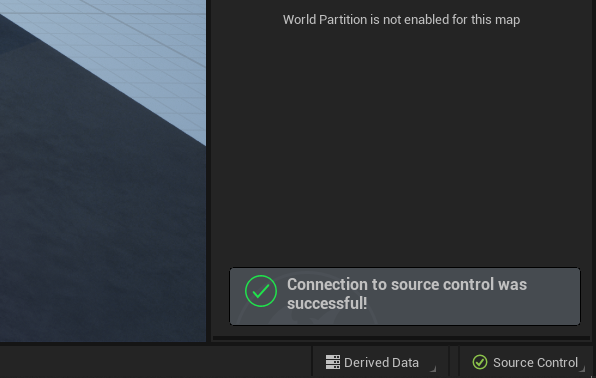 World Partition is not enabled for this map
Connection to source control was
successful!
Derived Data
Source Control